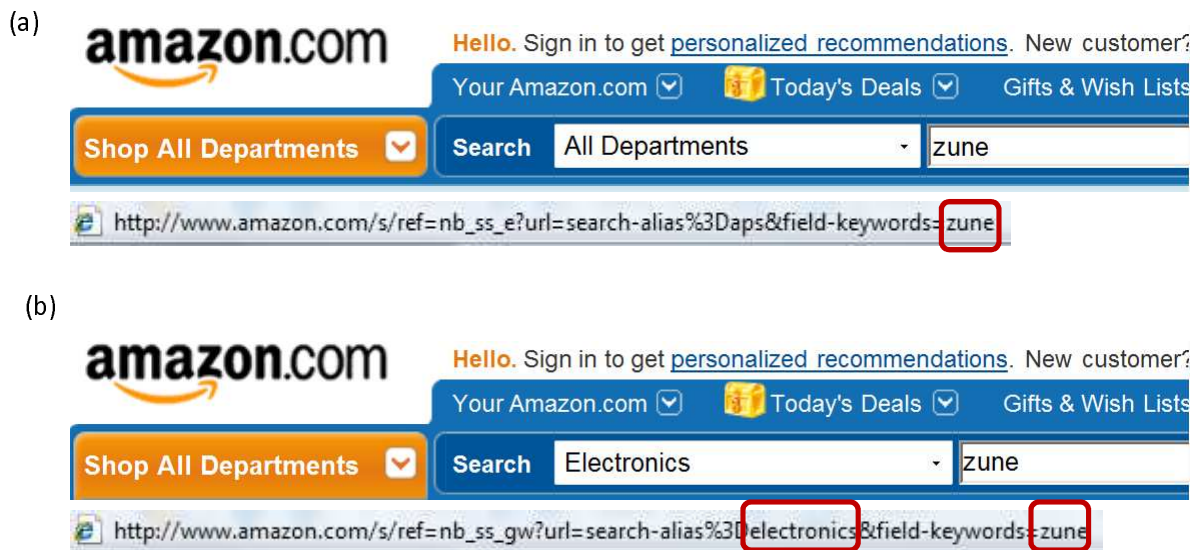 (a)
amazon.com
Hello. Sign in to get personalized recommendations. New customer?
Your Amazon.com Today's Deals Gifts & Wish Lists
Shop All Departments Search All Departments zune
http://www.amazon.com/s/ref=nb_ss_e?url=search-alias%3Daps&field-keywords=zune
(b)
amazon.com
Hello. Sign in to get personalized recommendations. New customer?
Your Amazon.com Today's Deals Gifts & Wish Lists
Shop All Departments Search Electronics zune
http://www.amazon.com/s/ref=nb_ss_gw?url=search-alias%3Delectronics&field-keywords=zune